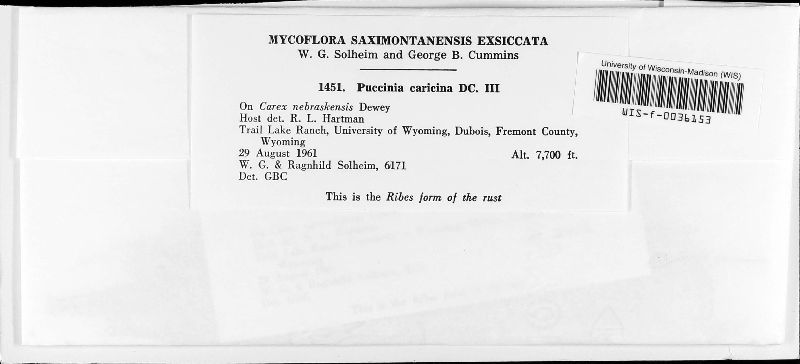 MYCOFLORA SAXIMONTANENSIS EXSICCATA
W. G. Solheim and George B. Cummins
1451. Puccinia caricina DC. III
On Carex nebraskensis Dewey
Host det. R. L. Hartman
Trail Lake Ranch, University of Wyoming, Dubois, Fremont County,
Wyoming
29 August 1961 Alt. 7,700 ft.
W. G. & Ragnhild Solheim, 6171
Det. GBC
This is the Ribes form of the rust
University of Wisconsin-Madison (WIS)
WIS-f-0036153